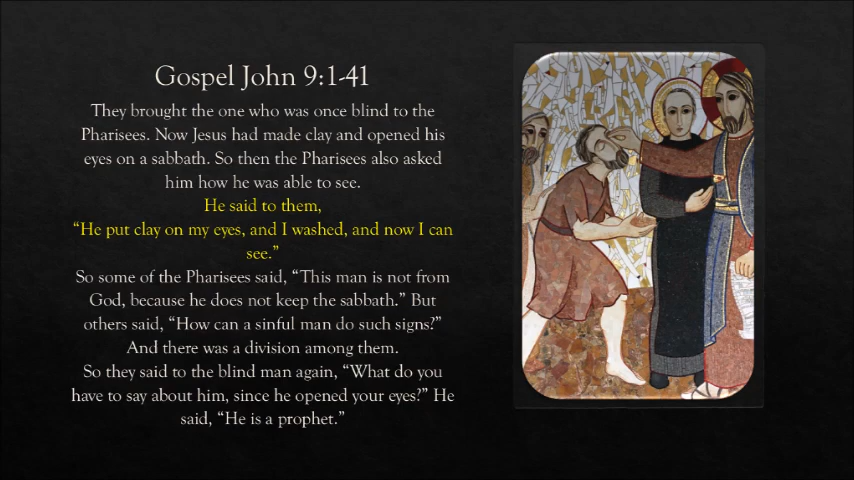 Gospel John 9:1-41
They brought the one who was once blind to the
Pharisees. Now Jesus had made clay and opened his
eyes on a sabbath. So then the Pharisees also asked
him how he was able to see.
He said to them,
“He put clay on my eyes, and I washed, and now I can
see.”
So some of the Pharisees said, “This man is not from
God, because he does not keep the sabbath.” But
others said, “How can a sinful man do such signs?”
And there was a division among them.
So they said to the blind man again, “What do you
have to say about him, since he opened your eyes?” He
said, “He is a prophet.”